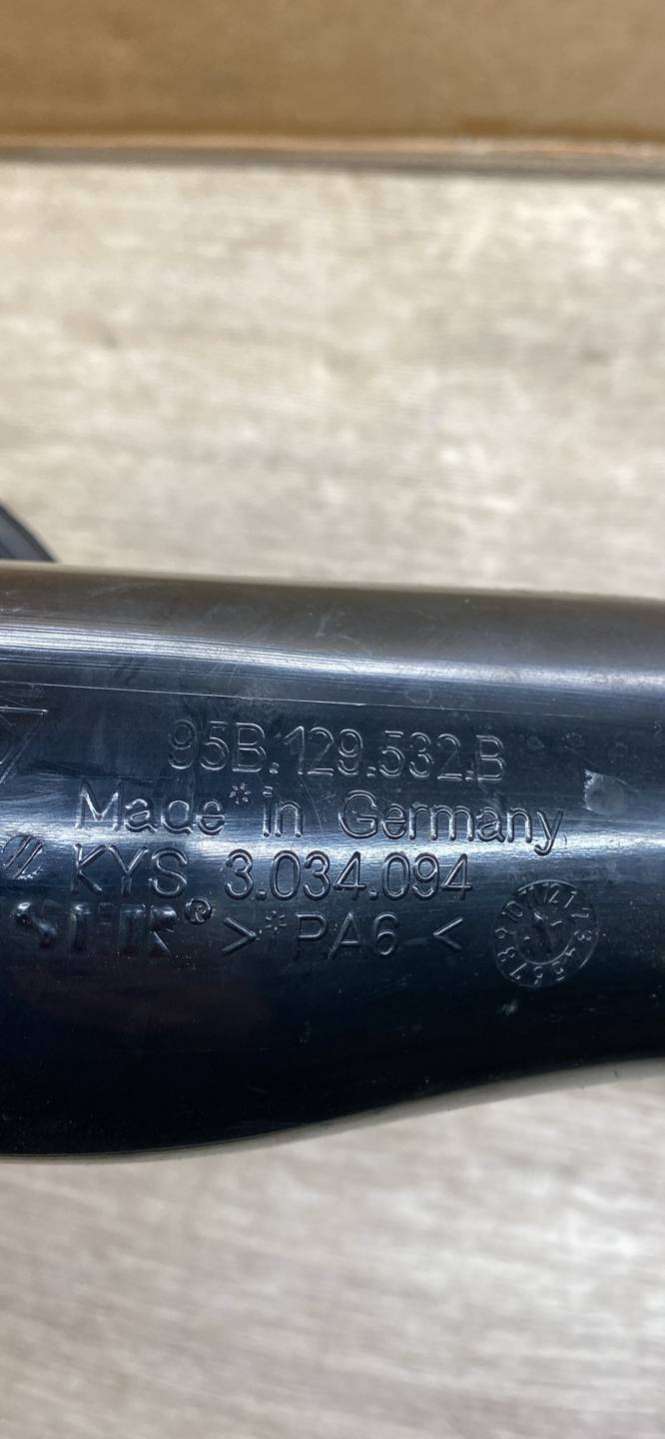 95B.129.532.B
Made*in Germany
KYS 3.034.094
>*PA6<